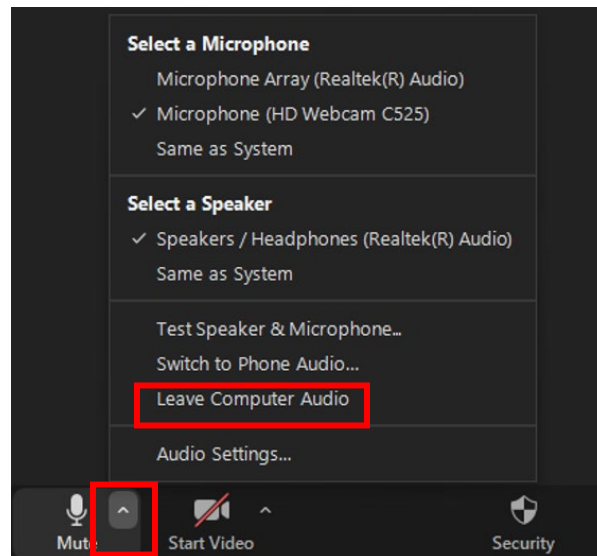 Select a Microphone
Microphone Array (Realtek(R) Audio)
✓ Microphone (HD Webcam C525)
Same as System
Select a Speaker
✓ Speakers / Headphones (Realtek(R) Audio)
Same as System
Test Speaker & Microphone...
Switch to Phone Audio...
Leave Computer Audio
Audio Settings...
Mute Start Video Security